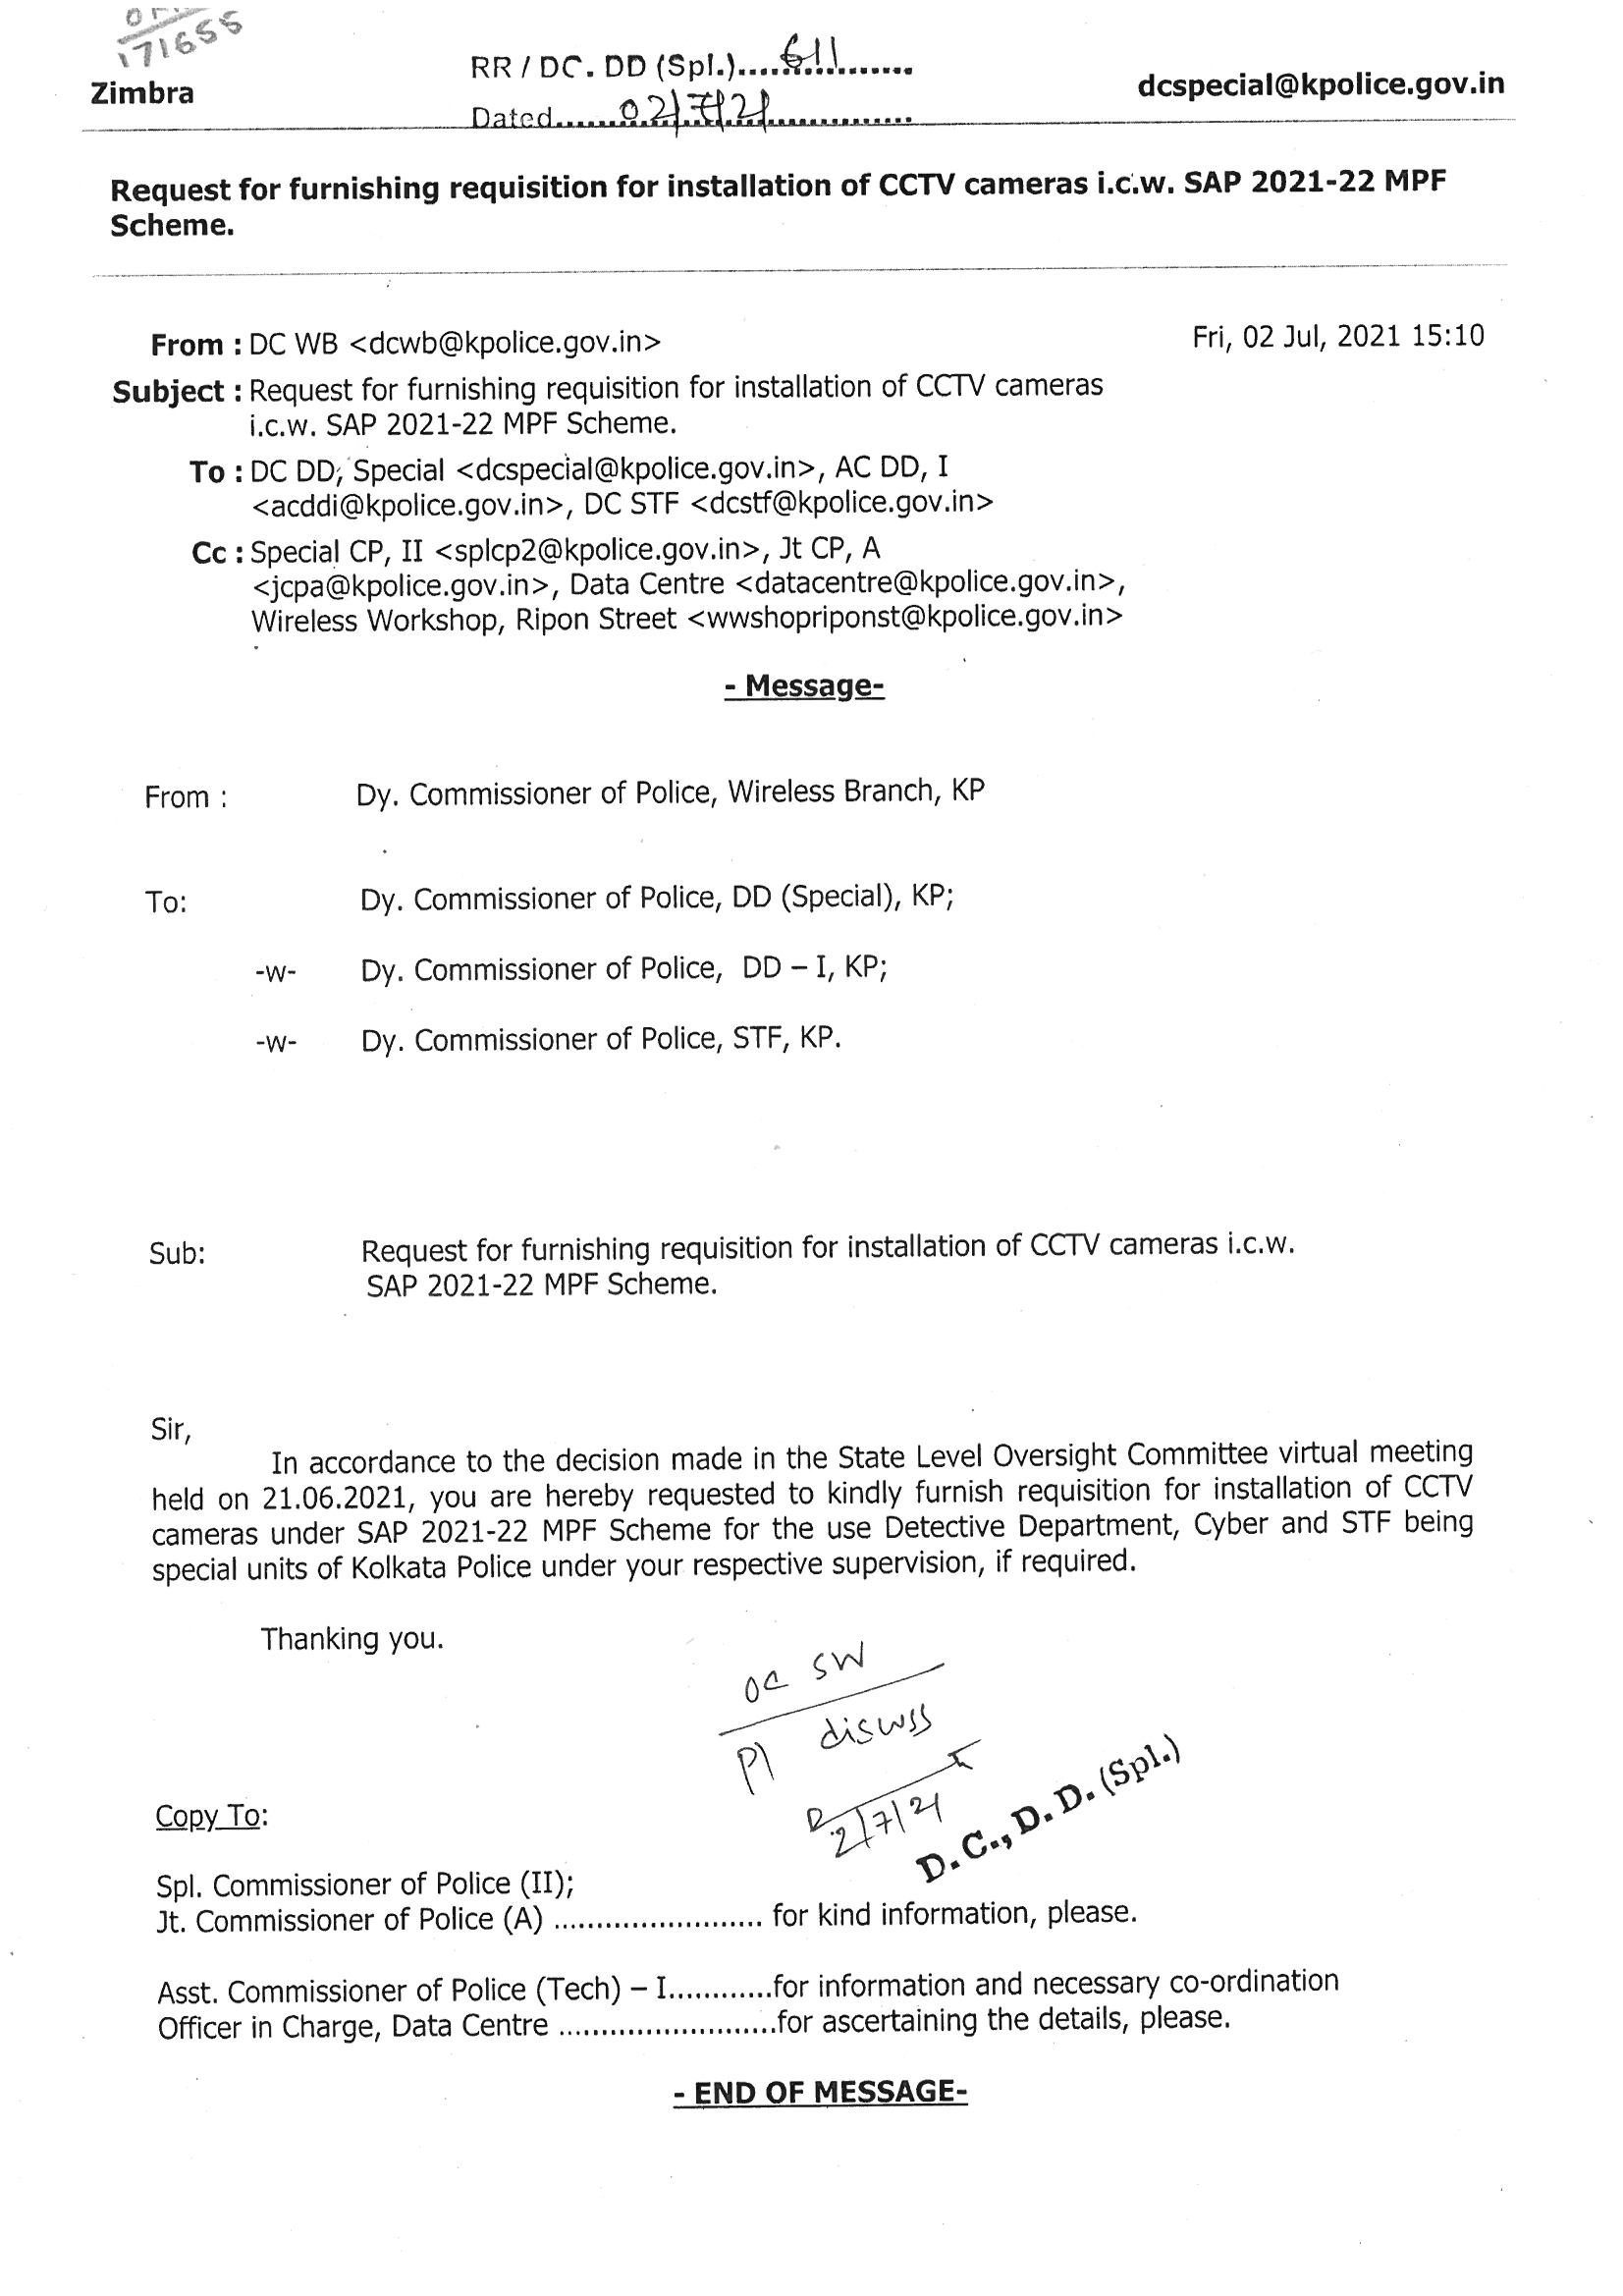 171655
Zimbra
RR / DC. DD (Spl.)....611.............
Dated.......02/7/21.................
dcspecial@kpolice.gov.in
Request for furnishing requisition for installation of CCTV cameras i.c.w. SAP 2021-22 MPF
Scheme.
From : DC WB <dcwb@kpolice.gov.in>
Fri, 02 Jul, 2021 15:10
Subject : Request for furnishing requisition for installation of CCTV cameras
i.c.w. SAP 2021-22 MPF Scheme.
To : DC DD, Special <dcspecial@kpolice.gov.in>, AC DD, I
<acddi@kpolice.gov.in>, DC STF <dcstf@kpolice.gov.in>
Cc : Special CP, II <splcp2@kpolice.gov.in>, Jt CP, A
<jcpa@kpolice.gov.in>, Data Centre <datacentre@kpolice.gov.in>,
Wireless Workshop, Ripon Street <wwshopriponst@kpolice.gov.in>
- Message-
From : Dy. Commissioner of Police, Wireless Branch, KP
To: Dy. Commissioner of Police, DD (Special), KP;
-w- Dy. Commissioner of Police, DD – I, KP;
-w- Dy. Commissioner of Police, STF, KP.
Sub: Request for furnishing requisition for installation of CCTV cameras i.c.w.
SAP 2021-22 MPF Scheme.
Sir,
In accordance to the decision made in the State Level Oversight Committee virtual meeting
held on 21.06.2021, you are hereby requested to kindly furnish requisition for installation of CCTV
cameras under SAP 2021-22 MPF Scheme for the use Detective Department, Cyber and STF being
special units of Kolkata Police under your respective supervision, if required.
Thanking you.
OC SW
Pl discuss
2/7/21
D. C., D. D. (Spl.)
Copy To:
Spl. Commissioner of Police (II);
Jt. Commissioner of Police (A) ......................... for kind information, please.
Asst. Commissioner of Police (Tech) – I............for information and necessary co-ordination
Officer in Charge, Data Centre ..........................for ascertaining the details, please.
- END OF MESSAGE-